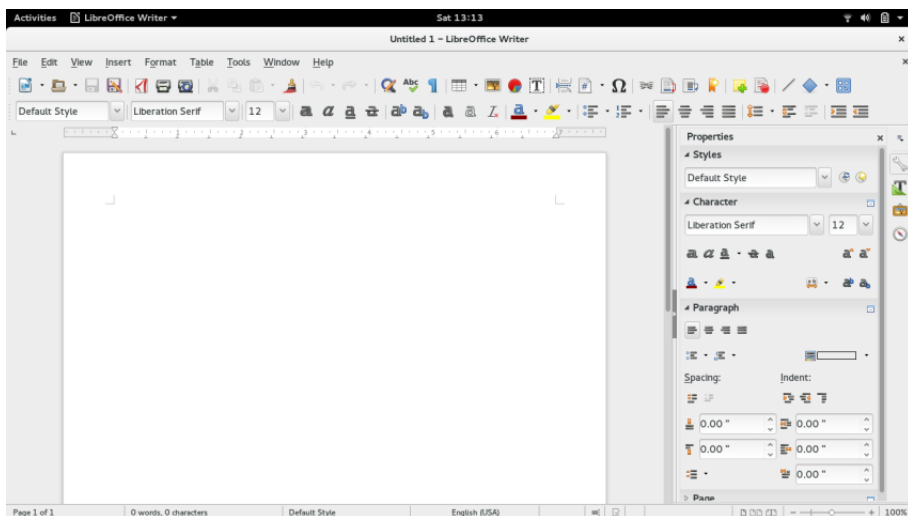 Activities LibreOffice Writer Sat 13:13
Untitled 1 – LibreOffice Writer
File Edit View Insert Format Table Tools Window Help
Default Style Liberation Serif 12
Properties
Styles
Default Style
Character
Liberation Serif 12
Paragraph
Spacing: Indent:
0.00 " 0.00 "
0.00 " 0.00 "
0.00 "
Page
Page 1 of 1 0 words, 0 characters Default Style English (USA) 100%